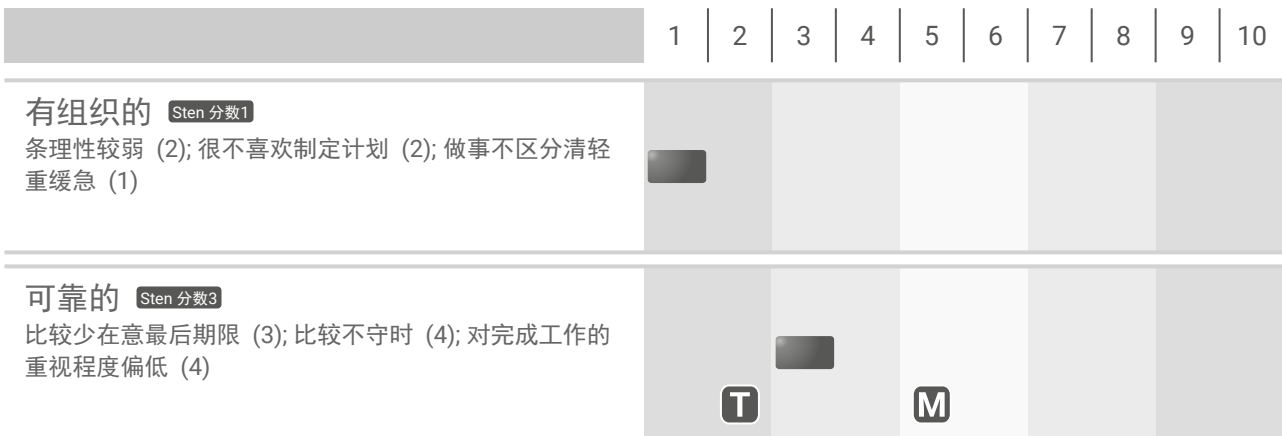 1 2 3 4 5 6 7 8 9 10
有组织的 Sten 分数1
条理性较弱 (2); 很不喜欢制定计划 (2); 做事不区分清轻
重缓急 (1)
可靠的 Sten 分数3
比较少在意最后期限 (3); 比较不守时 (4); 对完成工作的
重视程度偏低 (4)
T M